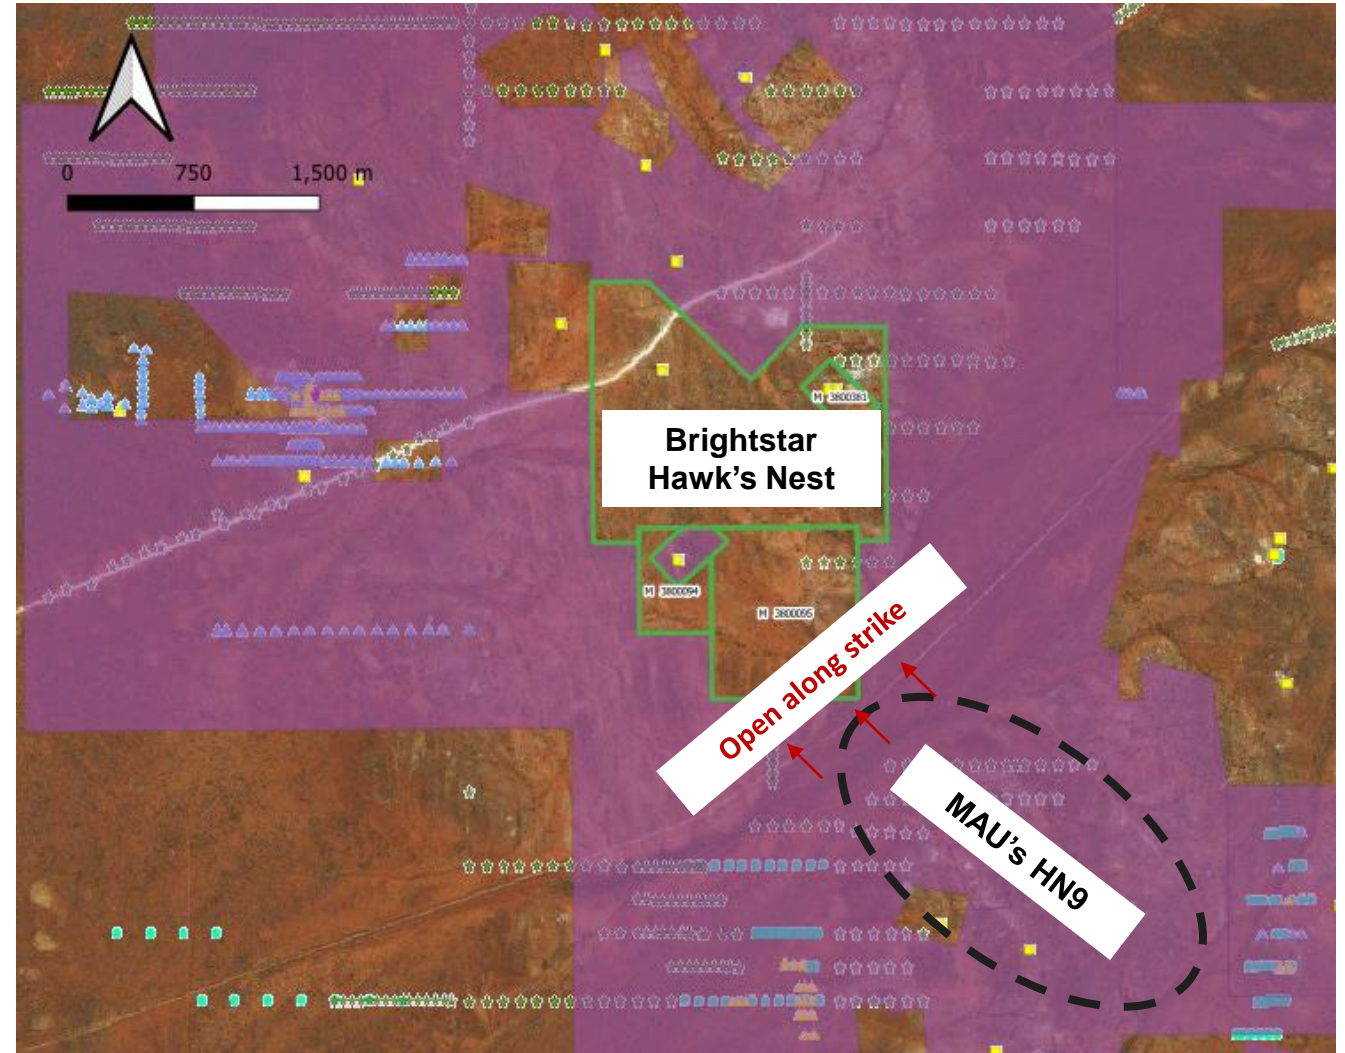 0 750 1,500 m
M 3800381
Brightstar
Hawk's Nest
M 3800094
M 3800095
Open along strike
MAU's HN9